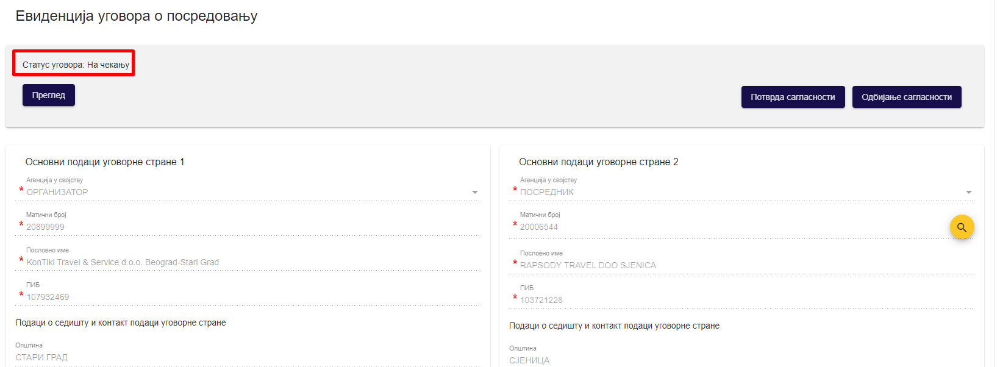 Евиденција уговора о посредовању
Статус уговора: На чекању
Преглед
Потврда сагласности
Одбијање сагласности
Основни подаци уговорне стране 1
Агенција у својству
* ОРГАНИЗАТОР
Матични број
* 20899999
Пословно име
* KonTiki Travel & Service d.o.o. Beograd-Stari Grad
ПИБ
* 107932469
Подаци о седишту и контакт подаци уговорне стране
Општина
СТАРИ ГРАД
Основни подаци уговорне стране 2
Агенција у својству
* ПОСРЕДНИК
Матични број
* 20006544
Пословно име
* RAPSODY TRAVEL DOO SJENICA
ПИБ
* 103721228
Подаци о седишту и контакт подаци уговорне стране
Општина
СЈЕНИЦА